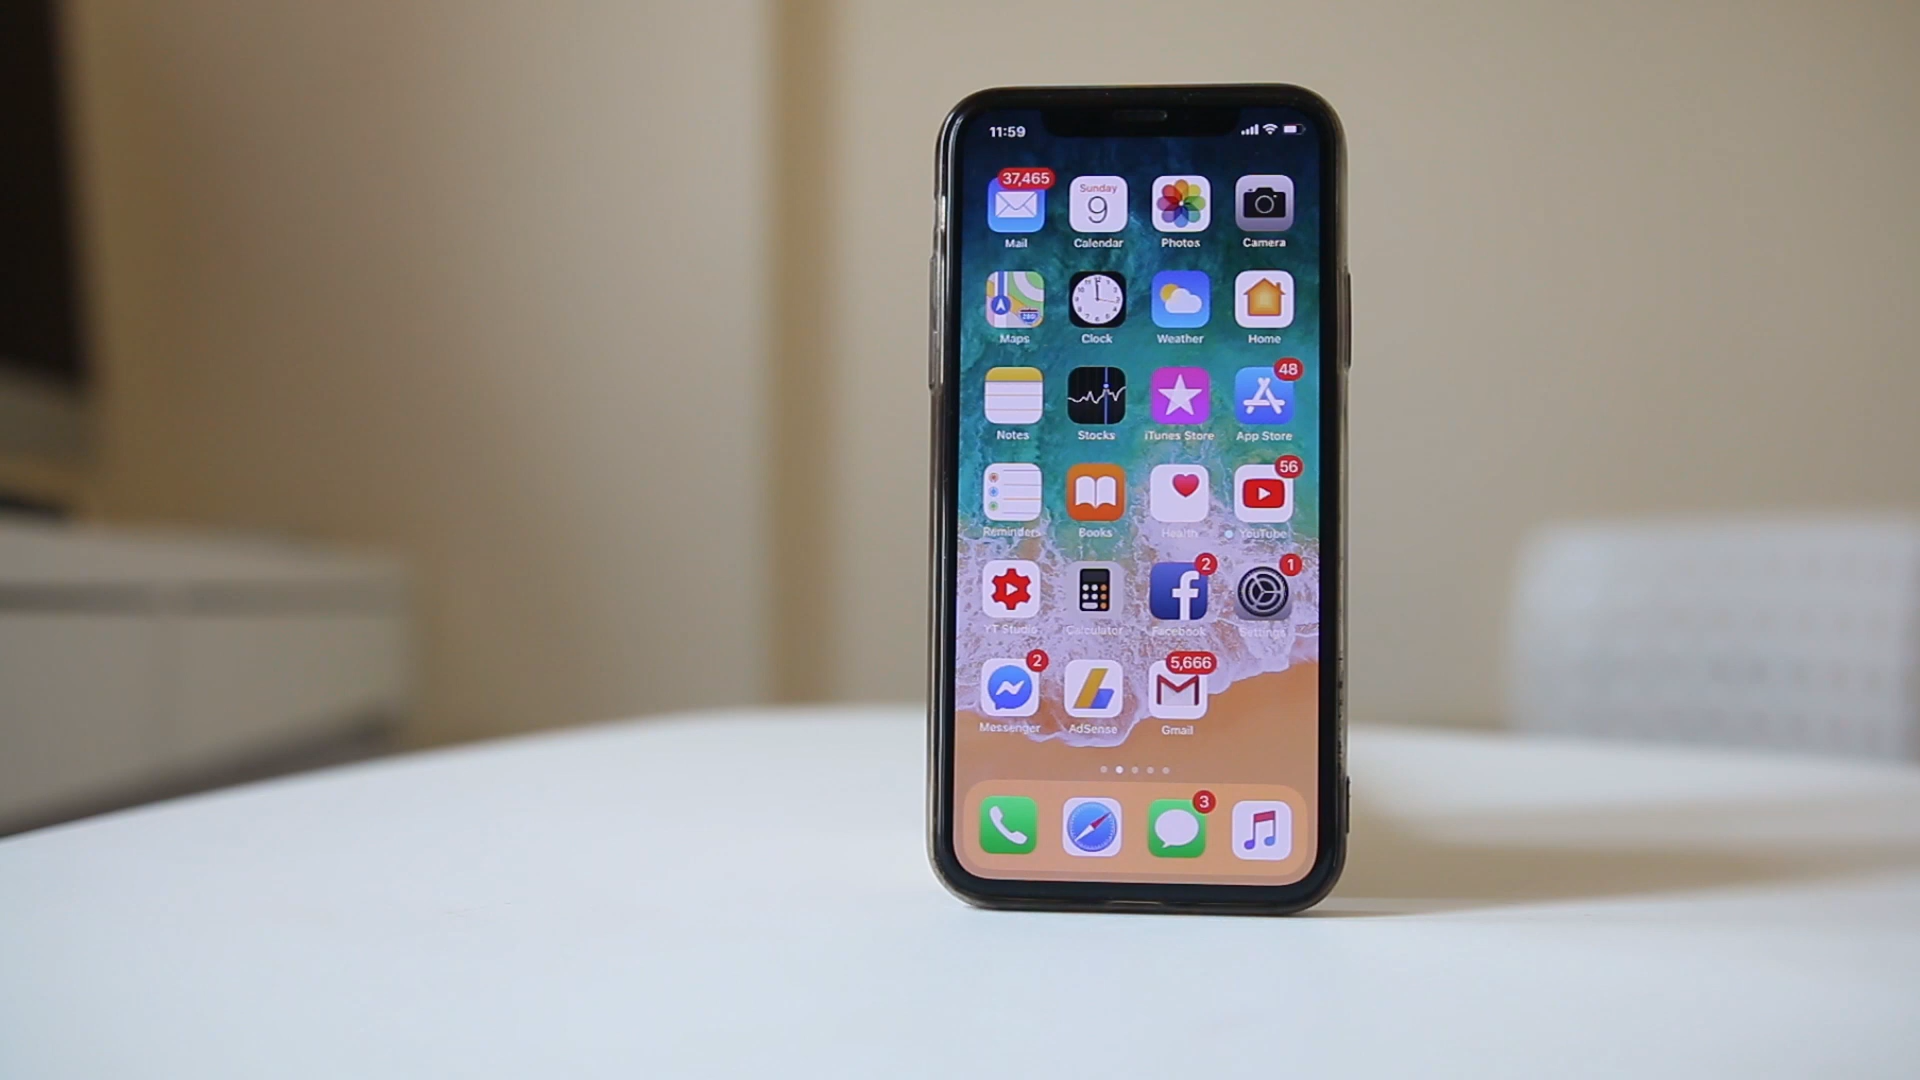 11:59
37,465
Sunday
9
Mail Calendar Photos Camera
280
Maps Clock Weather Home
48
Notes Stocks iTunes Store App Store
56
Reminders Books Health YouTube
2 1
YT Studio Calculator Facebook Settings
2 5,666
Messenger AdSense Gmail
3